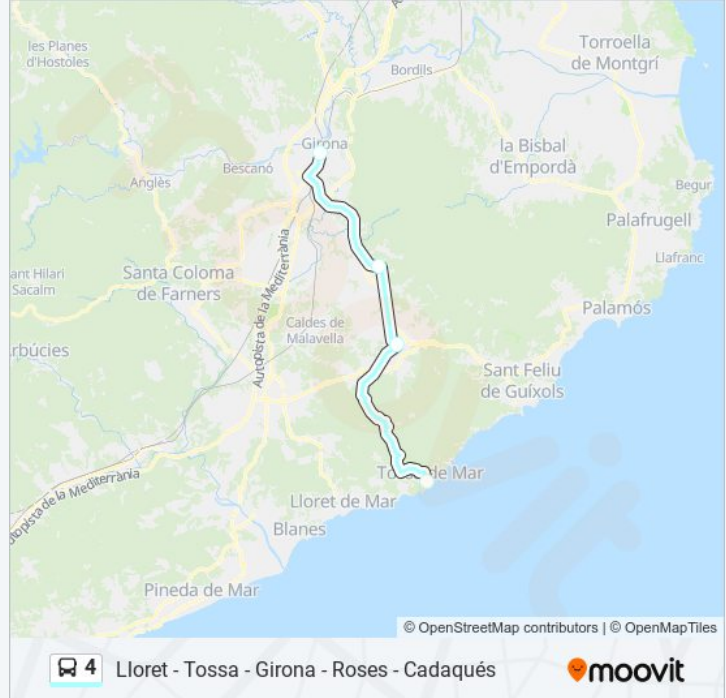 les Planes
d'Hostoles
Torroella
de Montgrí
Bordils
Girona
la Bisbal
d'Empordà
Bescanó
Anglès
Begur
Palafrugell
Llafranc
ant Hilari
Sacalm
Santa Coloma
de Farners
Autopista de la Mediterrània
Palamós
Caldes de
Malavella
rbúcies
Sant Feliu
de Guíxols
de Mar
Autopista de la Mediterrània
Lloret de Mar
Blanes
Pineda de Mar
© OpenStreetMap contributors | © OpenMapTiles
4 Lloret - Tossa - Girona - Roses - Cadaqués
moovit